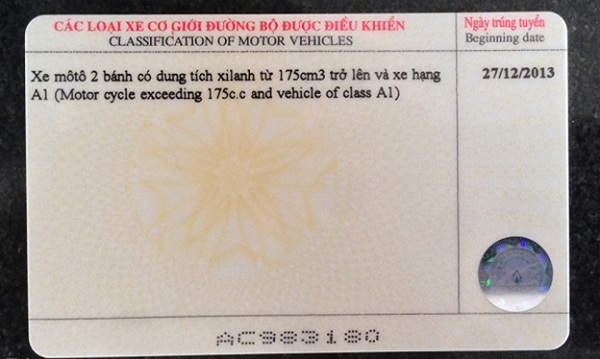 CÁC LOẠI XE CƠ GIỚI ĐƯỜNG BỘ ĐƯỢC ĐIỀU KHIỂN
CLASSIFICATION OF MOTOR VEHICLES
Ngày trúng tuyển
Beginning date
Xe môtô 2 bánh có dung tích xilanh từ 175cm3 trở lên và xe hạng
A1 (Motor cycle exceeding 175c.c and vehicle of class A1)
27/12/2013
AC983180